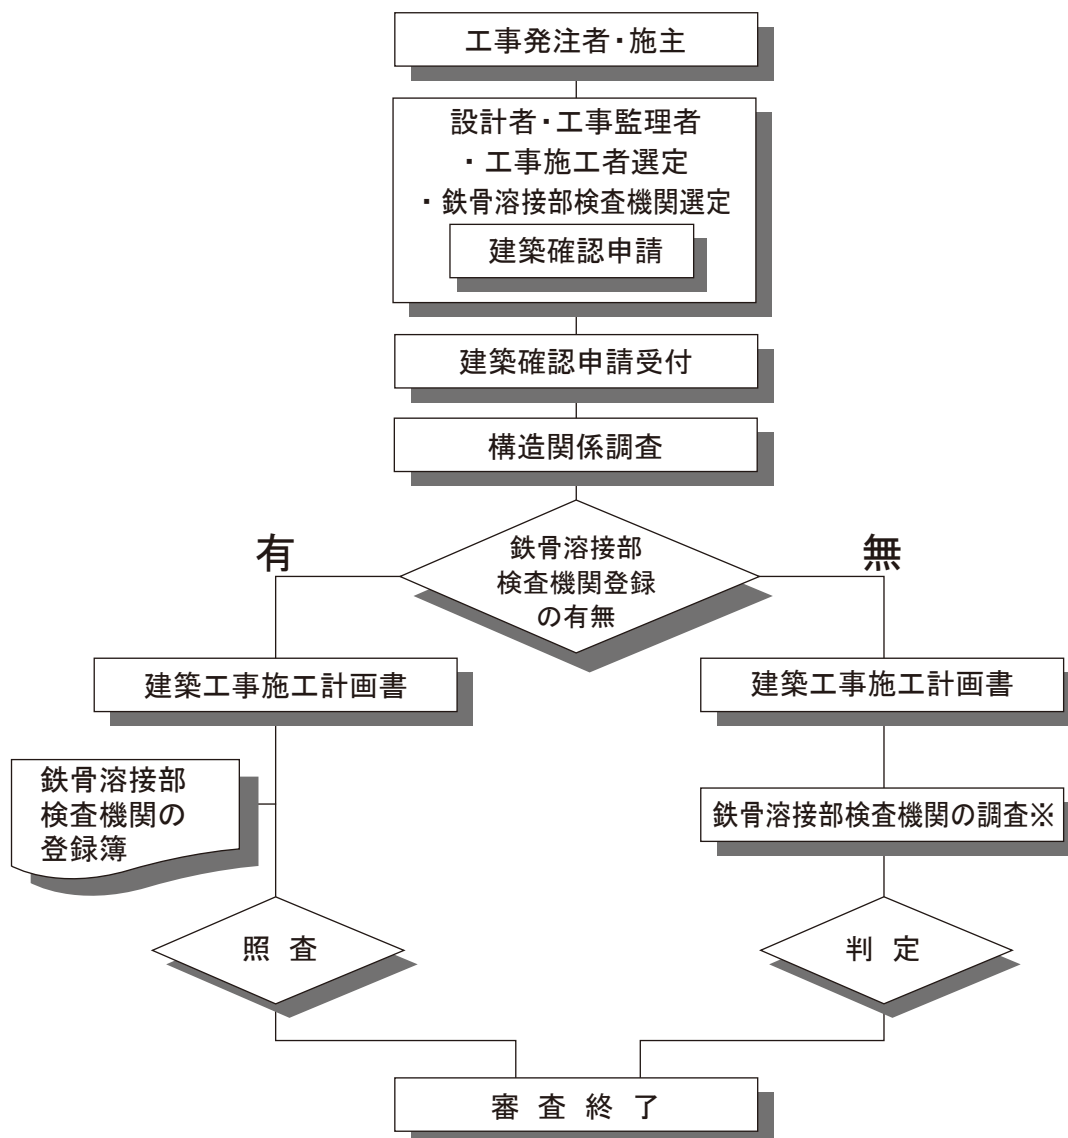 工事発注者・施主
設計者・工事監理者
・工事施工者選定
・鉄骨溶接部検査機関選定
建築確認申請
建築確認申請受付
構造関係調査
鉄骨溶接部
検査機関登録
の有無
有
無
建築工事施工計画書
建築工事施工計画書
鉄骨溶接部
検査機関の
登録簿
鉄骨溶接部検査機関の調査※
照 査
判 定
審 査 終 了